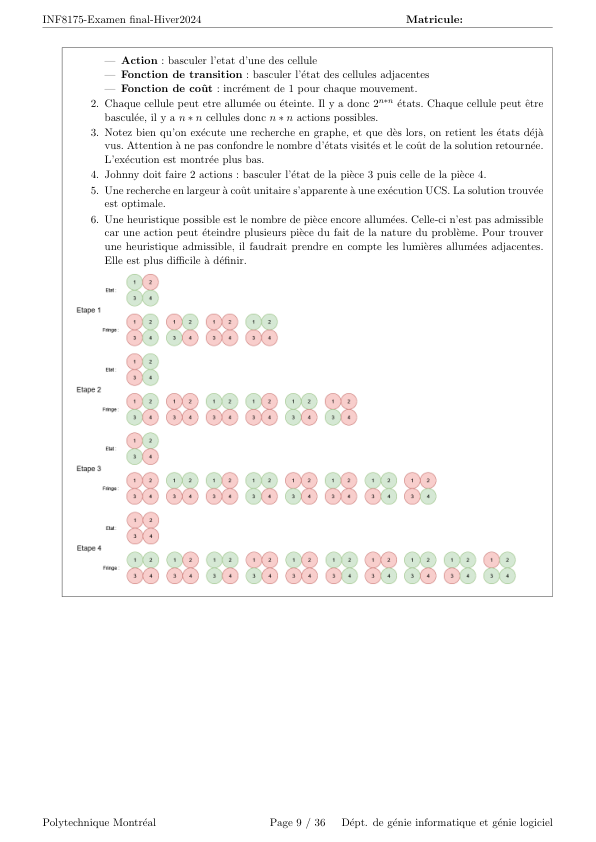 INF8175-Examen final-Hiver2024 Matricule:
— Action : basculer l'etat d'une des cellule
— Fonction de transition : basculer l'état des cellules adjacentes
— Fonction de coût : incrément de 1 pour chaque mouvement.
2. Chaque cellule peut etre allumée ou éteinte. Il y a donc 2^{n*n} états. Chaque cellule peut être
basculée, il y a n * n cellules donc n * n actions possibles.
3. Notez bien qu'on exécute une recherche en graphe, et que dès lors, on retient les états déjà
vus. Attention à ne pas confondre le nombre d'états visités et le coût de la solution retournée.
L'exécution est montrée plus bas.
4. Johnny doit faire 2 actions : basculer l'état de la pièce 3 puis celle de la pièce 4.
5. Une recherche en largeur à coût unitaire s'apparente à une exécution UCS. La solution trouvée
est optimale.
6. Une heuristique possible est le nombre de pièce encore allumées. Celle-ci n'est pas admissible
car une action peut éteindre plusieurs pièce du fait de la nature du problème. Pour trouver
une heuristique admissible, il faudrait prendre en compte les lumières allumées adjacentes.
Elle est plus difficile à définir.
1 2
Etat :
3 4
Etape 1
1 2 1 2 1 2 1 2
Fringe :
3 4 3 4 3 4 3 4
1 2
Etat :
3 4
Etape 2
1 2 1 2 1 2 1 2 1 2 1 2
Fringe :
3 4 3 4 3 4 3 4 3 4 3 4
1 2
Etat :
3 4
Etape 3
1 2 1 2 1 2 1 2 1 2 1 2 1 2 1 2
Fringe :
3 4 3 4 3 4 3 4 3 4 3 4 3 4 3 4
1 2
Etat :
3 4
Etape 4
1 2 1 2 1 2 1 2 1 2 1 2 1 2 1 2 1 2 1 2
Fringe :
3 4 3 4 3 4 3 4 3 4 3 4 3 4 3 4 3 4 3 4
Polytechnique Montréal Page 9 / 36 Dépt. de génie informatique et génie logiciel